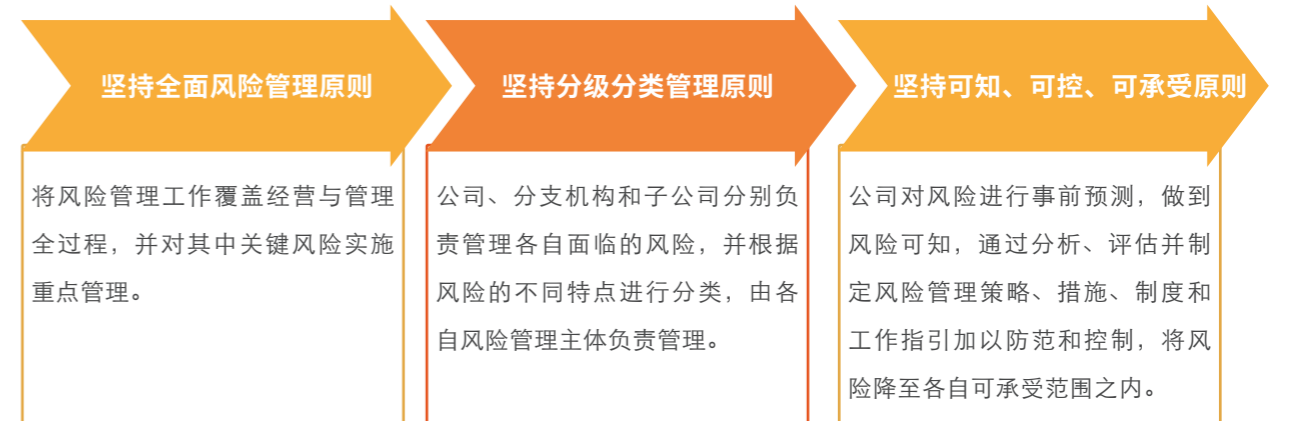 坚持全面风险管理原则
将风险管理工作覆盖经营与管理
全过程，并对其中关键风险实施
重点管理。
坚持分级分类管理原则
公司、分支机构和子公司分别负
责管理各自面临的风险，并根据
风险的不同特点进行分类，由各
自风险管理主体负责管理。
坚持可知、可控、可承受原则
公司对风险进行事前预测，做到
风险可知，通过分析、评估并制
定风险管理策略、措施、制度和
工作指引加以防范和控制，将风
险降至各自可承受范围之内。